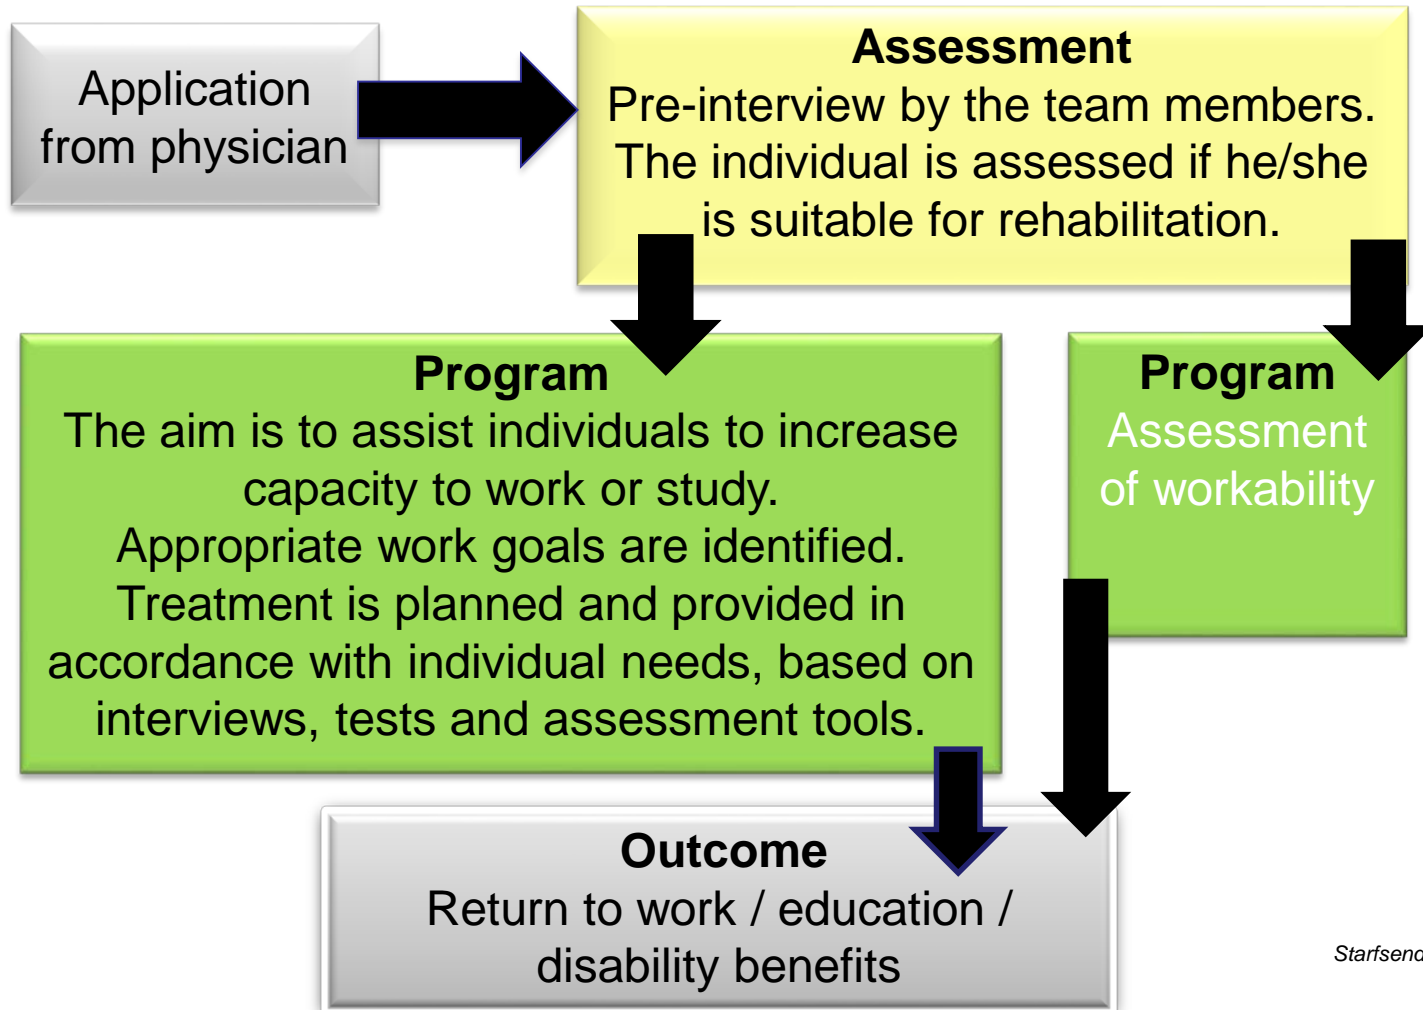 Application
from physician
Assessment
Pre-interview by the team members.
The individual is assessed if he/she
is suitable for rehabilitation.
Program
The aim is to assist individuals to increase
capacity to work or study.
Appropriate work goals are identified.
Treatment is planned and provided in
accordance with individual needs, based on
interviews, tests and assessment tools.
Program
Assessment
of workability
Outcome
Return to work / education /
disability benefits
Starfsend